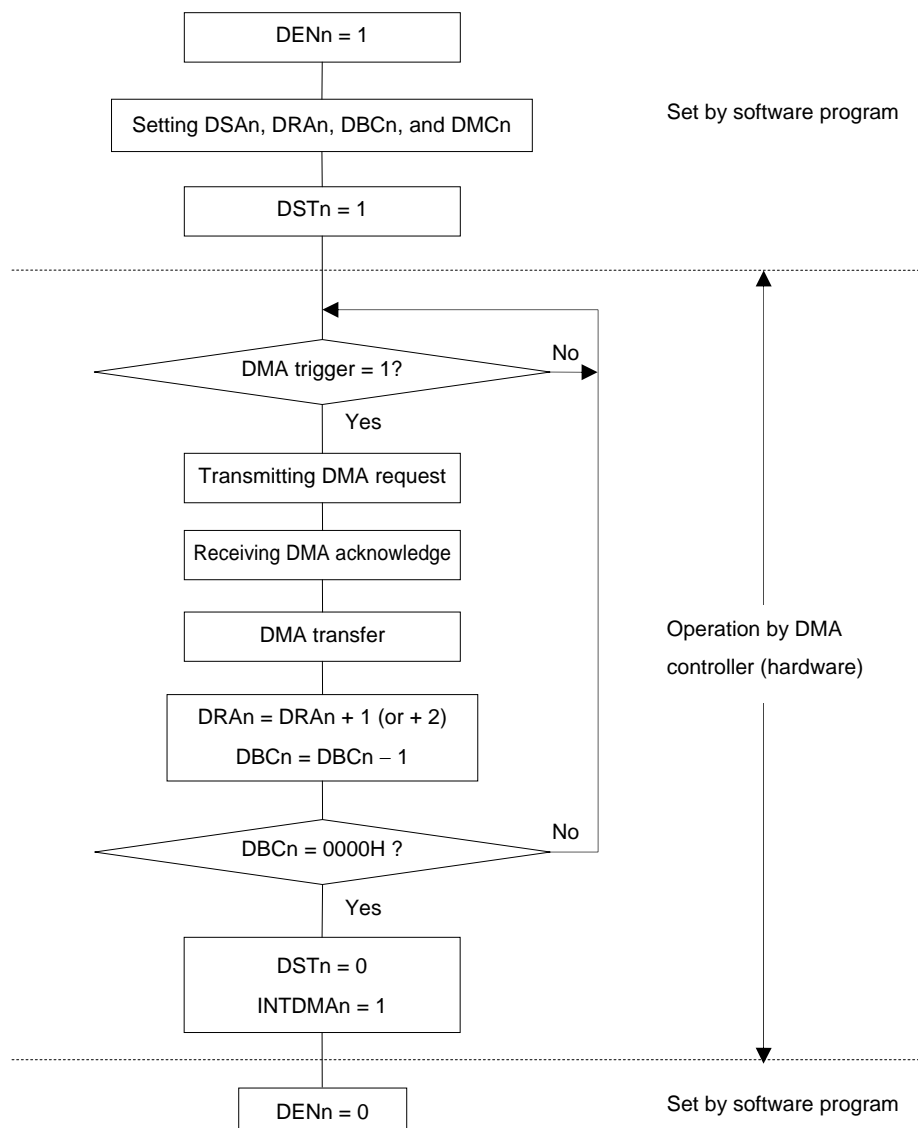 DENn = 1
Setting DSAn, DRAn, DBCn, and DMCn
Set by software program
DSTn = 1
DMA trigger = 1?
No
Yes
Transmitting DMA request
Receiving DMA acknowledge
DMA transfer
Operation by DMA
controller (hardware)
DRAn = DRAn + 1 (or + 2)
DBCn = DBCn − 1
DBCn = 0000H ?
No
Yes
DSTn = 0
INTDMAn = 1
DENn = 0
Set by software program